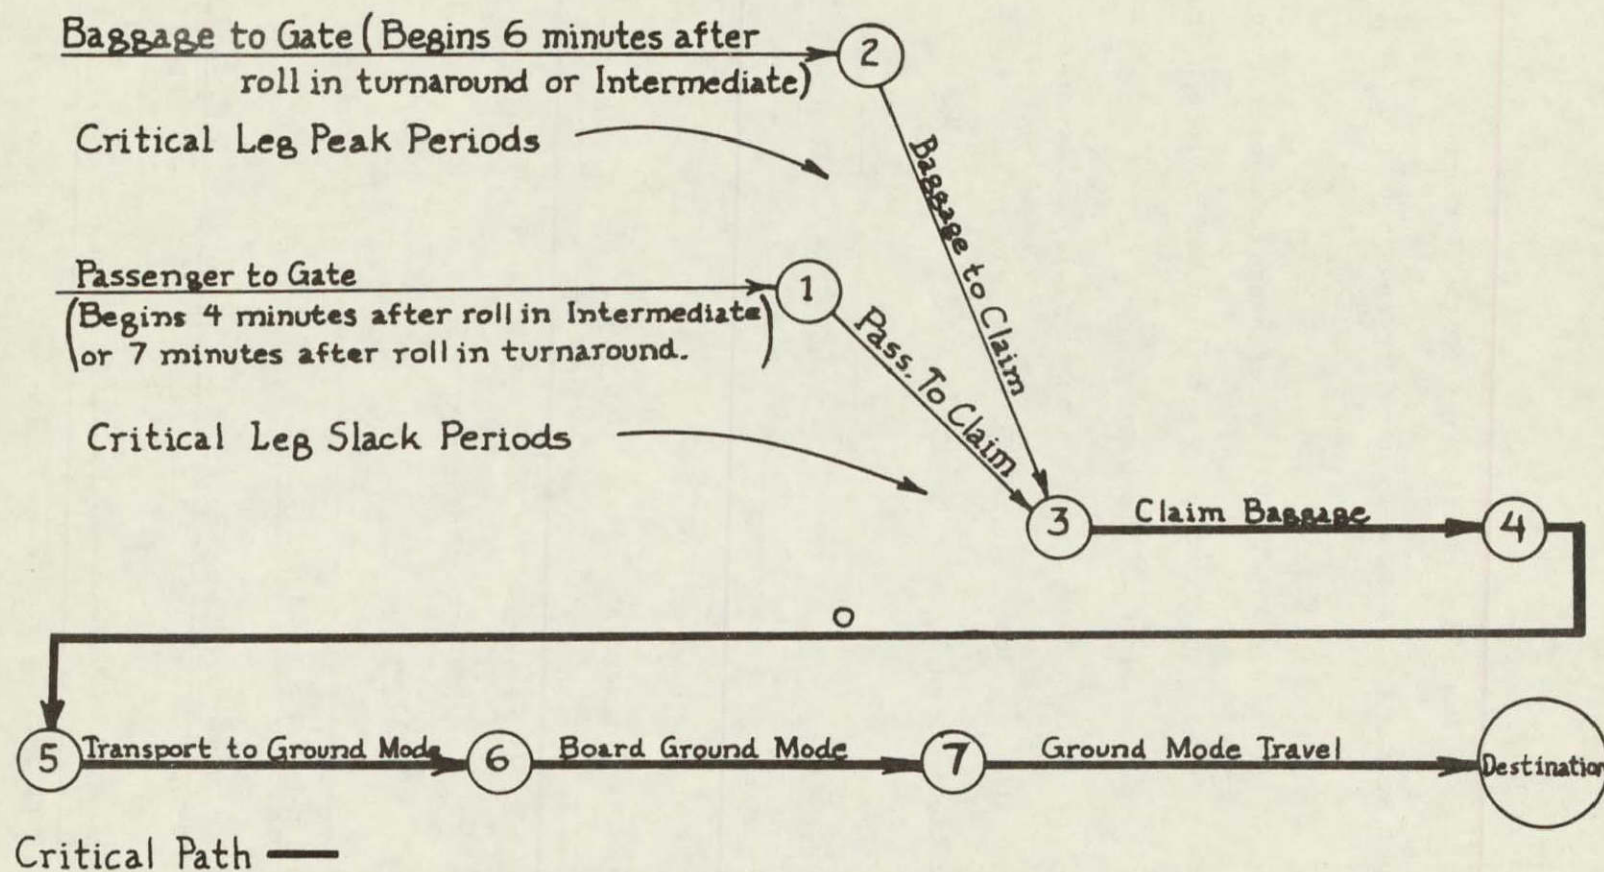 Baggage to Gate (Begins 6 minutes after
roll in turnaround or Intermediate)
2
Critical Leg Peak Periods
Baggage to Claim
Passenger to Gate
(Begins 4 minutes after roll in Intermediate
or 7 minutes after roll in turnaround.)
1
Pass. To Claim
Critical Leg Slack Periods
3
Claim Baggage
4
0
5
Transport to Ground Mode
6
Board Ground Mode
7
Ground Mode Travel
Destination
Critical Path